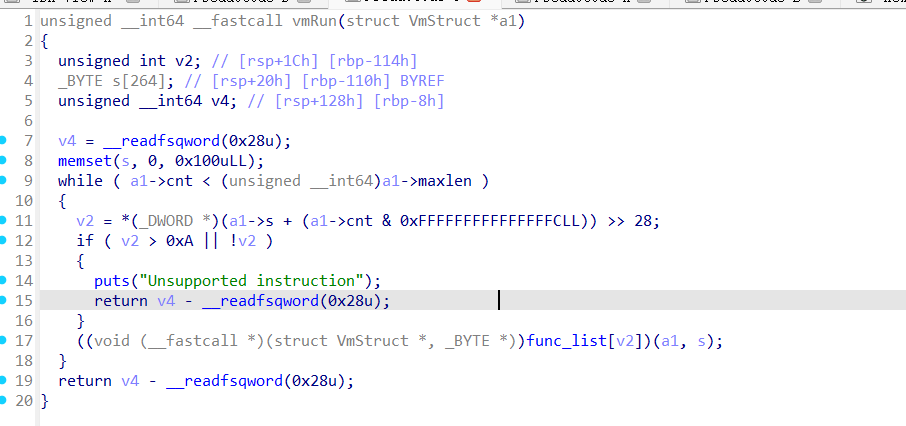 1 unsigned __int64 __fastcall vmRun(struct VmStruct *a1)
2 {
3 unsigned int v2; // [rsp+1Ch] [rbp-114h]
4 _BYTE s[264]; // [rsp+20h] [rbp-110h] BYREF
5 unsigned __int64 v4; // [rsp+128h] [rbp-8h]
6
7 v4 = __readfsqword(0x28u);
8 memset(s, 0, 0x100uLL);
9 while ( a1->cnt < (unsigned __int64)a1->maxlen )
10 {
11 v2 = *(_DWORD *)(a1->s + (a1->cnt & 0xFFFFFFFFFFFFFFFCLL)) >> 28;
12 if ( v2 > 0xA || !v2 )
13 {
14 puts("Unsupported instruction");
15 return v4 - __readfsqword(0x28u);
16 }
17 ((void (__fastcall *)(struct VmStruct *, _BYTE *))func_list[v2])(a1, s);
18 }
19 return v4 - __readfsqword(0x28u);
20 }